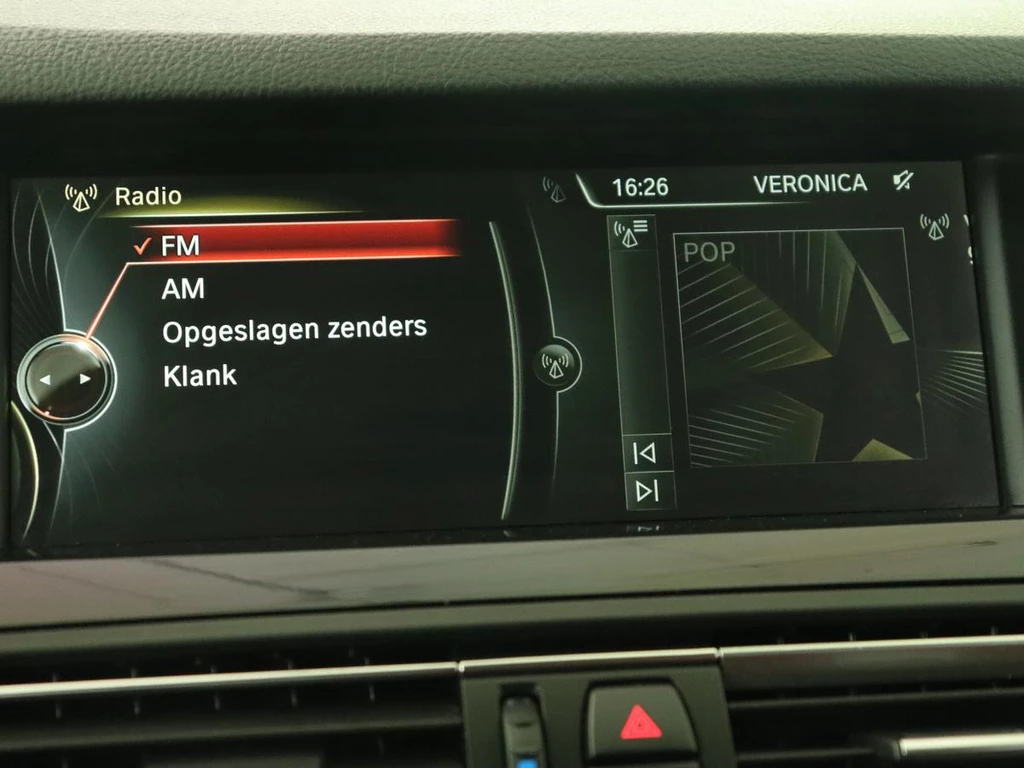 Radio
FM
AM
Opgeslagen zenders
Klank
16:26 VERONICA
POP